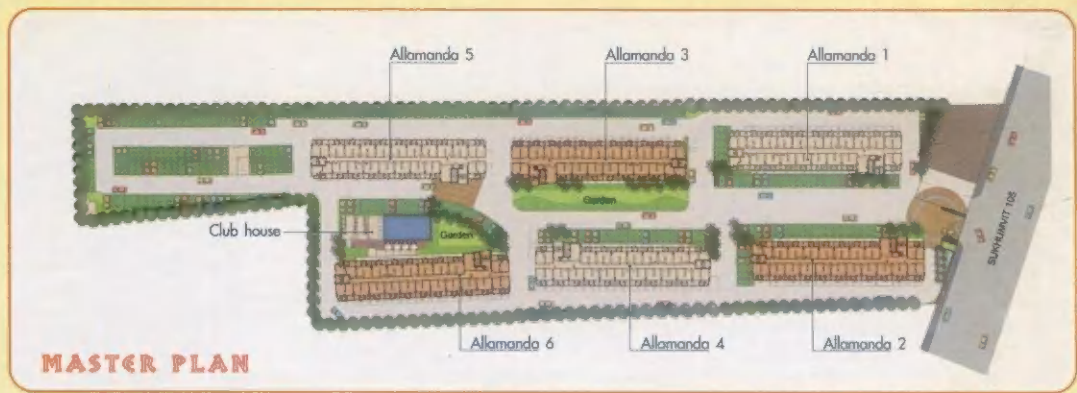 Allamanda 5
Allamanda 3
Allamanda 1
Garden
SUKHUMVIT 105
Club house
Garden
Allamanda 6
Allamanda 4
Allamanda 2
MASTER PLAN